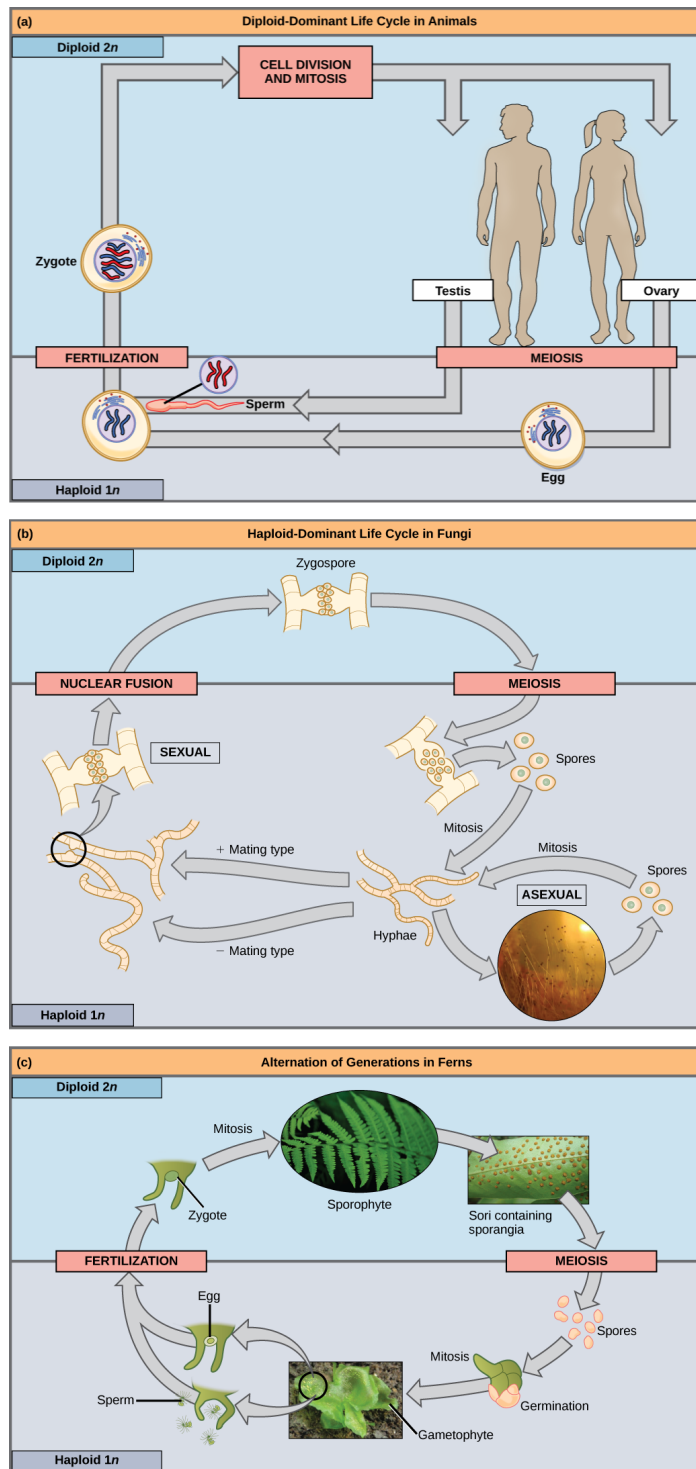 (a) Diploid-Dominant Life Cycle in Animals
Diploid 2n
CELL DIVISION
AND MITOSIS
Zygote
Testis
Ovary
FERTILIZATION
MEIOSIS
Sperm
Egg
Haploid 1n
(b) Haploid-Dominant Life Cycle in Fungi
Diploid 2n
Zygospore
NUCLEAR FUSION
MEIOSIS
SEXUAL
Spores
Mitosis
+ Mating type
Mitosis
Spores
ASEXUAL
Hyphae
− Mating type
Haploid 1n
(c) Alternation of Generations in Ferns
Diploid 2n
Mitosis
Sporophyte
Zygote
Sori containing
sporangia
FERTILIZATION
MEIOSIS
Egg
Spores
Mitosis
Sperm
Germination
Gametophyte
Haploid 1n